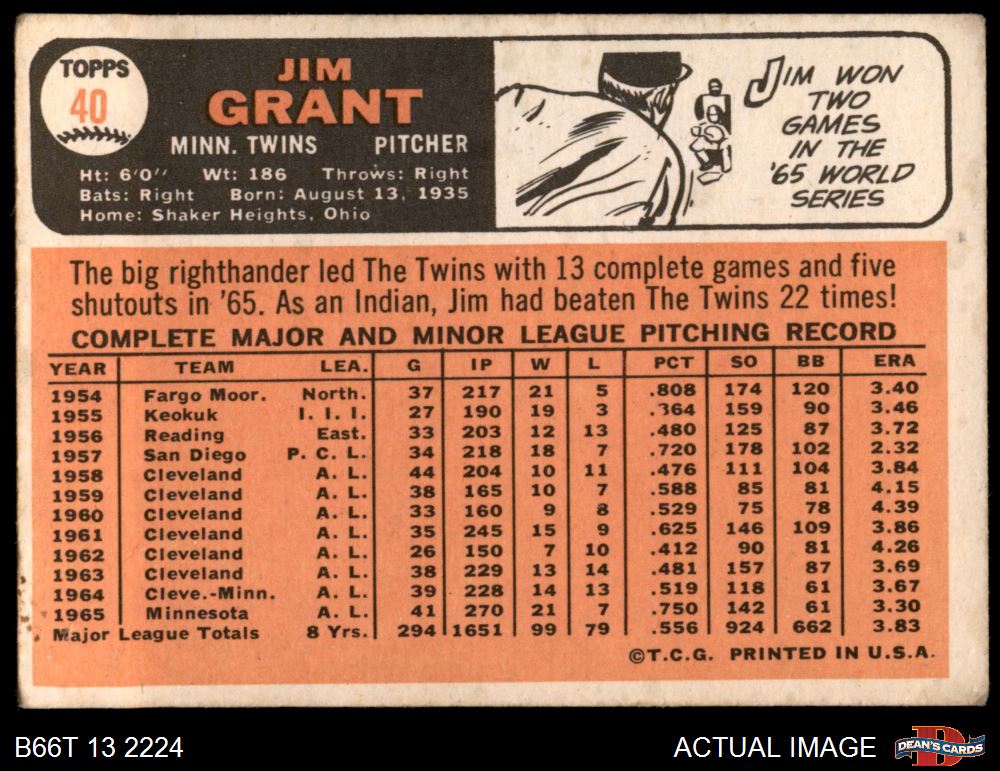 TOPPS
40
JIM
GRANT
MINN. TWINS PITCHER
Ht: 6'0" Wt: 186 Throws: Right
Bats: Right Born: August 13, 1935
Home: Shaker Heights, Ohio
JIM WON
TWO
GAMES
IN THE
'65 WORLD
SERIES
The big righthander led The Twins with 13 complete games and five
shutouts in '65. As an Indian, Jim had beaten The Twins 22 times!
COMPLETE MAJOR AND MINOR LEAGUE PITCHING RECORD
YEAR TEAM LEA. G IP W L PCT SO BB ERA
1954 Fargo Moor. North. 37 217 21 5 .808 174 120 3.40
1955 Keokuk I. I. I. 27 190 19 3 .364 159 90 3.46
1956 Reading East. 33 203 12 13 .480 125 87 3.72
1957 San Diego P. C. L. 34 218 18 7 .720 178 102 2.32
1958 Cleveland A. L. 44 204 10 11 .476 111 104 3.84
1959 Cleveland A. L. 38 165 10 7 .588 85 81 4.15
1960 Cleveland A. L. 33 160 9 8 .529 75 78 4.39
1961 Cleveland A. L. 35 245 15 9 .625 146 109 3.86
1962 Cleveland A. L. 26 150 7 10 .412 90 81 4.26
1963 Cleveland A. L. 38 229 13 14 .481 157 87 3.69
1964 Cleve.-Minn. A. L. 39 228 14 13 .519 118 61 3.67
1965 Minnesota A. L. 41 270 21 7 .750 142 61 3.30
Major League Totals 8 Yrs. 294 1651 99 79 .556 924 662 3.83
©T.C.G. PRINTED IN U.S.A.
B66T 13 2224 ACTUAL IMAGE
DEAN'S CARDS